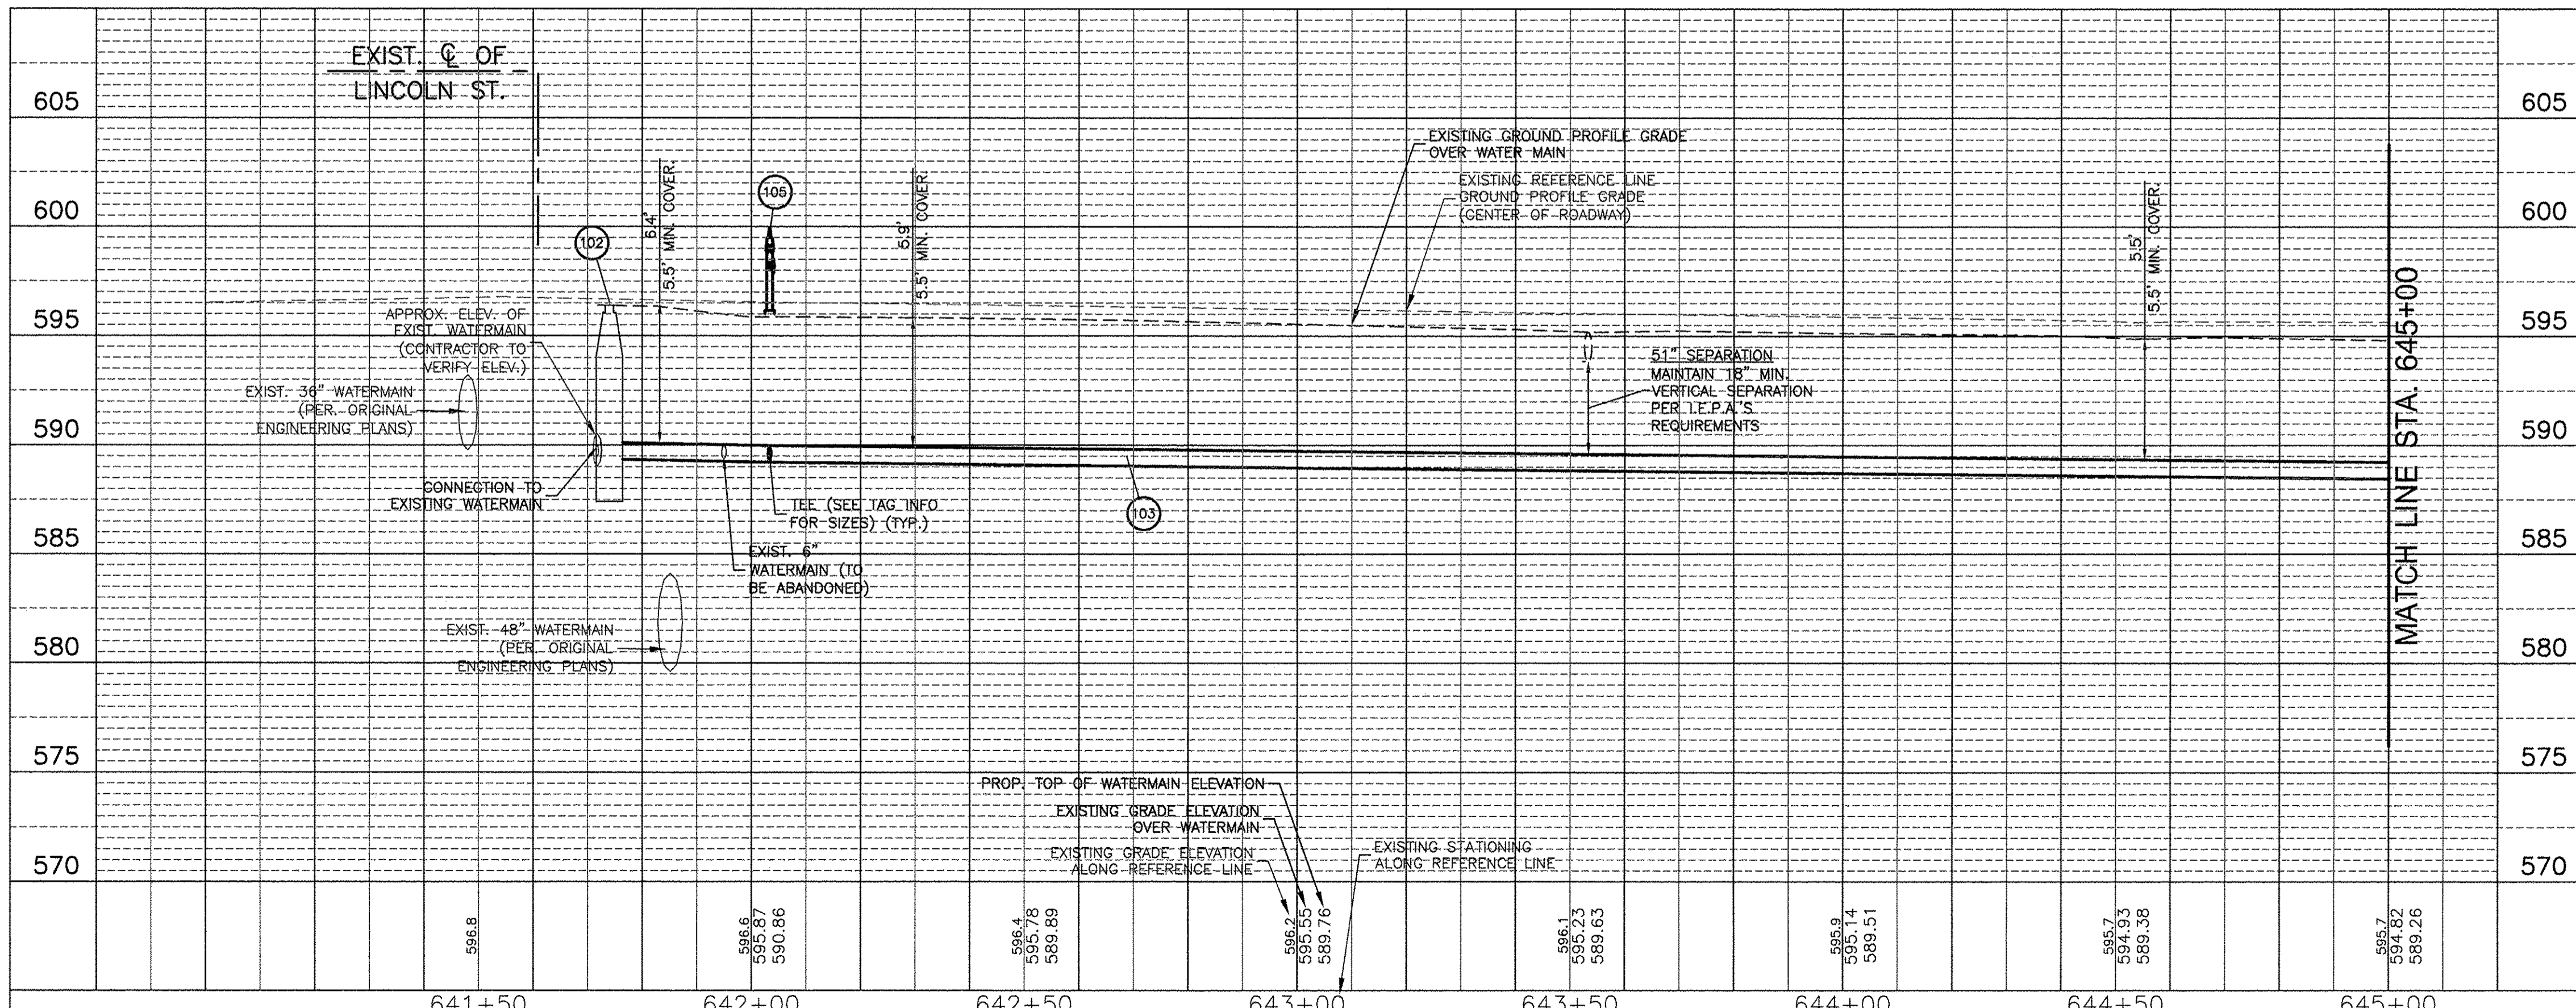 EXIST. ℄ OF
LINCOLN ST.
605
605
600
600
595
595
590
590
585
585
580
580
575
575
570
570
102
105
103
6.4'
5.5' MIN. COVER.
5.9'
5.5' MIN. COVER.
5.5'
5.5' MIN. COVER.
EXISTING GROUND PROFILE GRADE
OVER WATER MAIN
EXISTING REFERENCE LINE
GROUND PROFILE GRADE
(CENTER OF ROADWAY)
APPROX. ELEV. OF
EXIST. WATERMAIN
(CONTRACTOR TO
VERIFY ELEV.)
EXIST. 36" WATERMAIN
(PER. ORIGINAL
ENGINEERING PLANS)
CONNECTION TO
EXISTING WATERMAIN
TEE (SEE TAG INFO
FOR SIZES) (TYP.)
EXIST. 6"
WATERMAIN (TO
BE ABANDONED)
EXIST. 48" WATERMAIN
(PER. ORIGINAL
ENGINEERING PLANS)
51" SEPARATION
MAINTAIN 18" MIN.
VERTICAL SEPARATION
PER I.E.P.A.'S
REQUIREMENTS
MATCH LINE STA. 645+00
PROP. TOP OF WATERMAIN ELEVATION
EXISTING GRADE ELEVATION
OVER WATERMAIN
EXISTING GRADE ELEVATION
ALONG REFERENCE LINE
EXISTING STATIONING
ALONG REFERENCE LINE
596.8
596.6
595.87
590.86
596.4
595.78
589.89
596.2
595.55
589.76
596.1
595.23
589.63
595.9
595.14
589.51
595.7
594.93
589.38
595.7
594.82
589.26
641+50
642+00
642+50
643+00
643+50
644+00
644+50
645+00